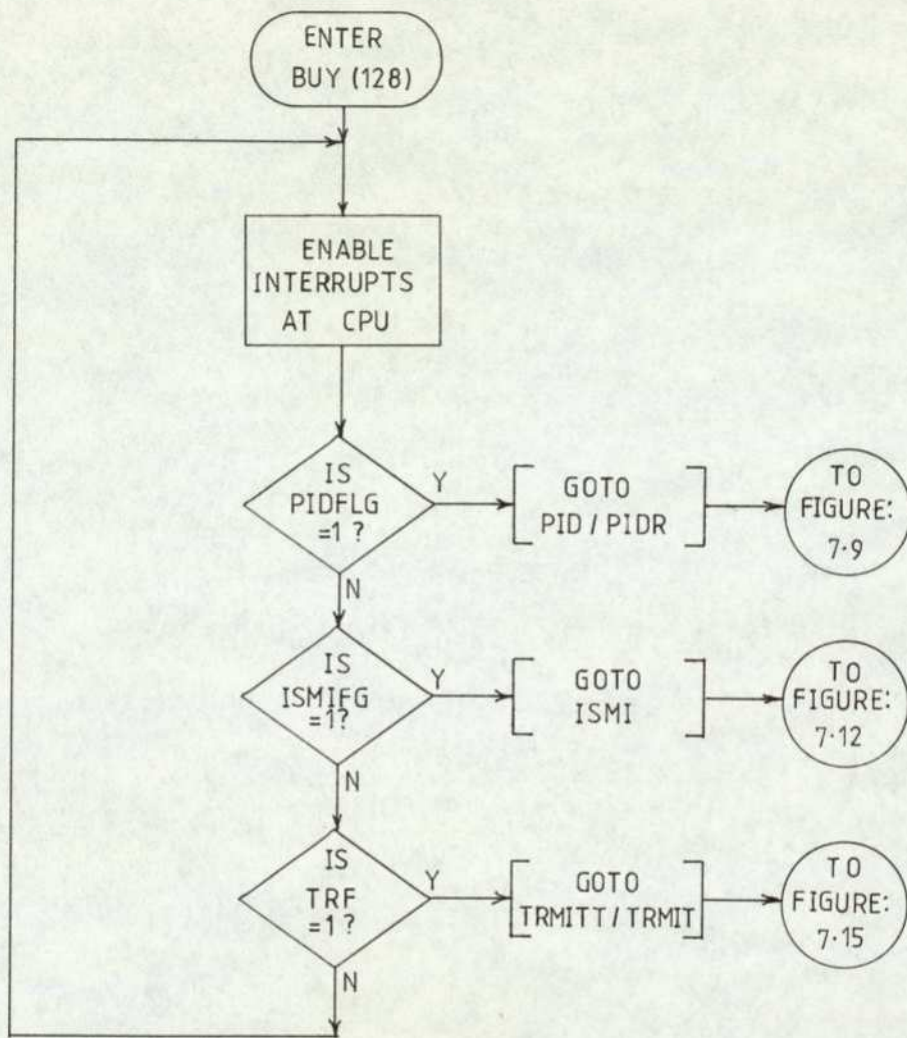 ENTER
BUY (128)
ENABLE
INTERRUPTS
AT CPU
IS
PIDFLG
=1 ?
Y
N
GOTO
PID / PIDR
TO
FIGURE:
7·9
IS
ISMIFG
=1?
Y
N
GOTO
ISMI
TO
FIGURE:
7·12
IS
TRF
=1 ?
Y
N
GOTO
TRMITT / TRMIT
TO
FIGURE:
7·15